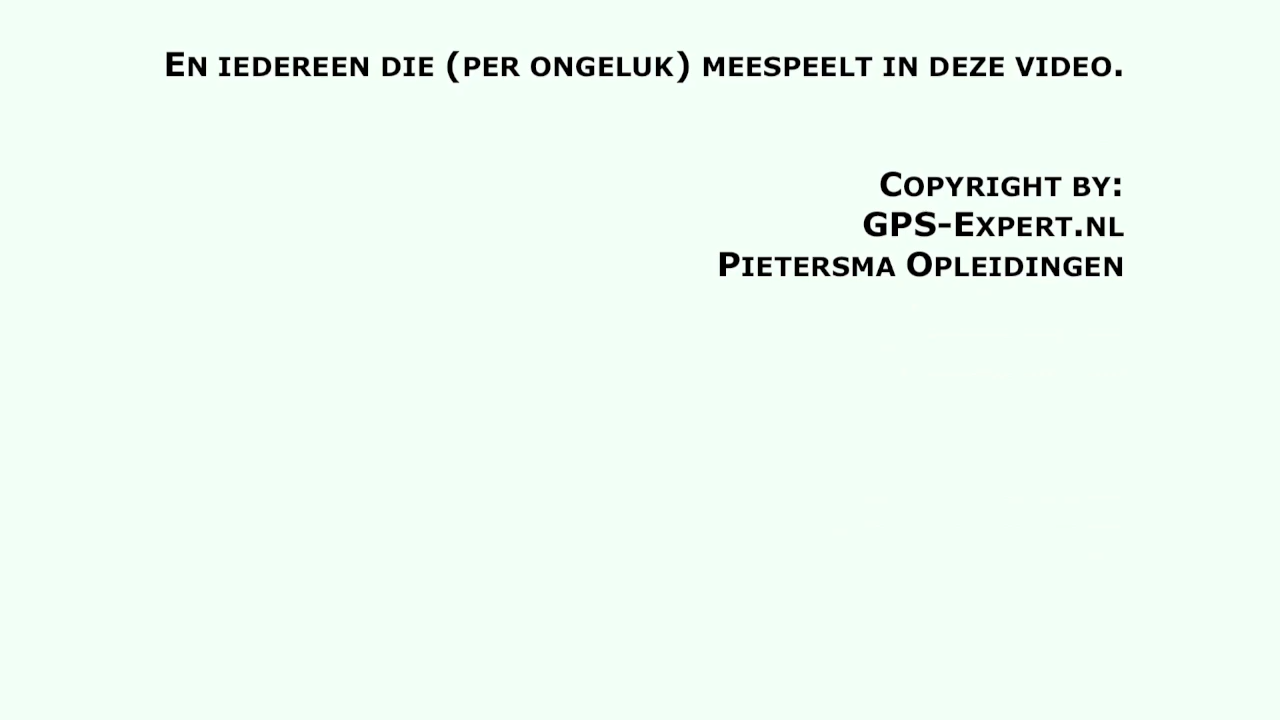 En iedereen die (per ongeluk) meespeelt in deze video.
Copyright by:
GPS-Expert.nl
Pietersma Opleidingen